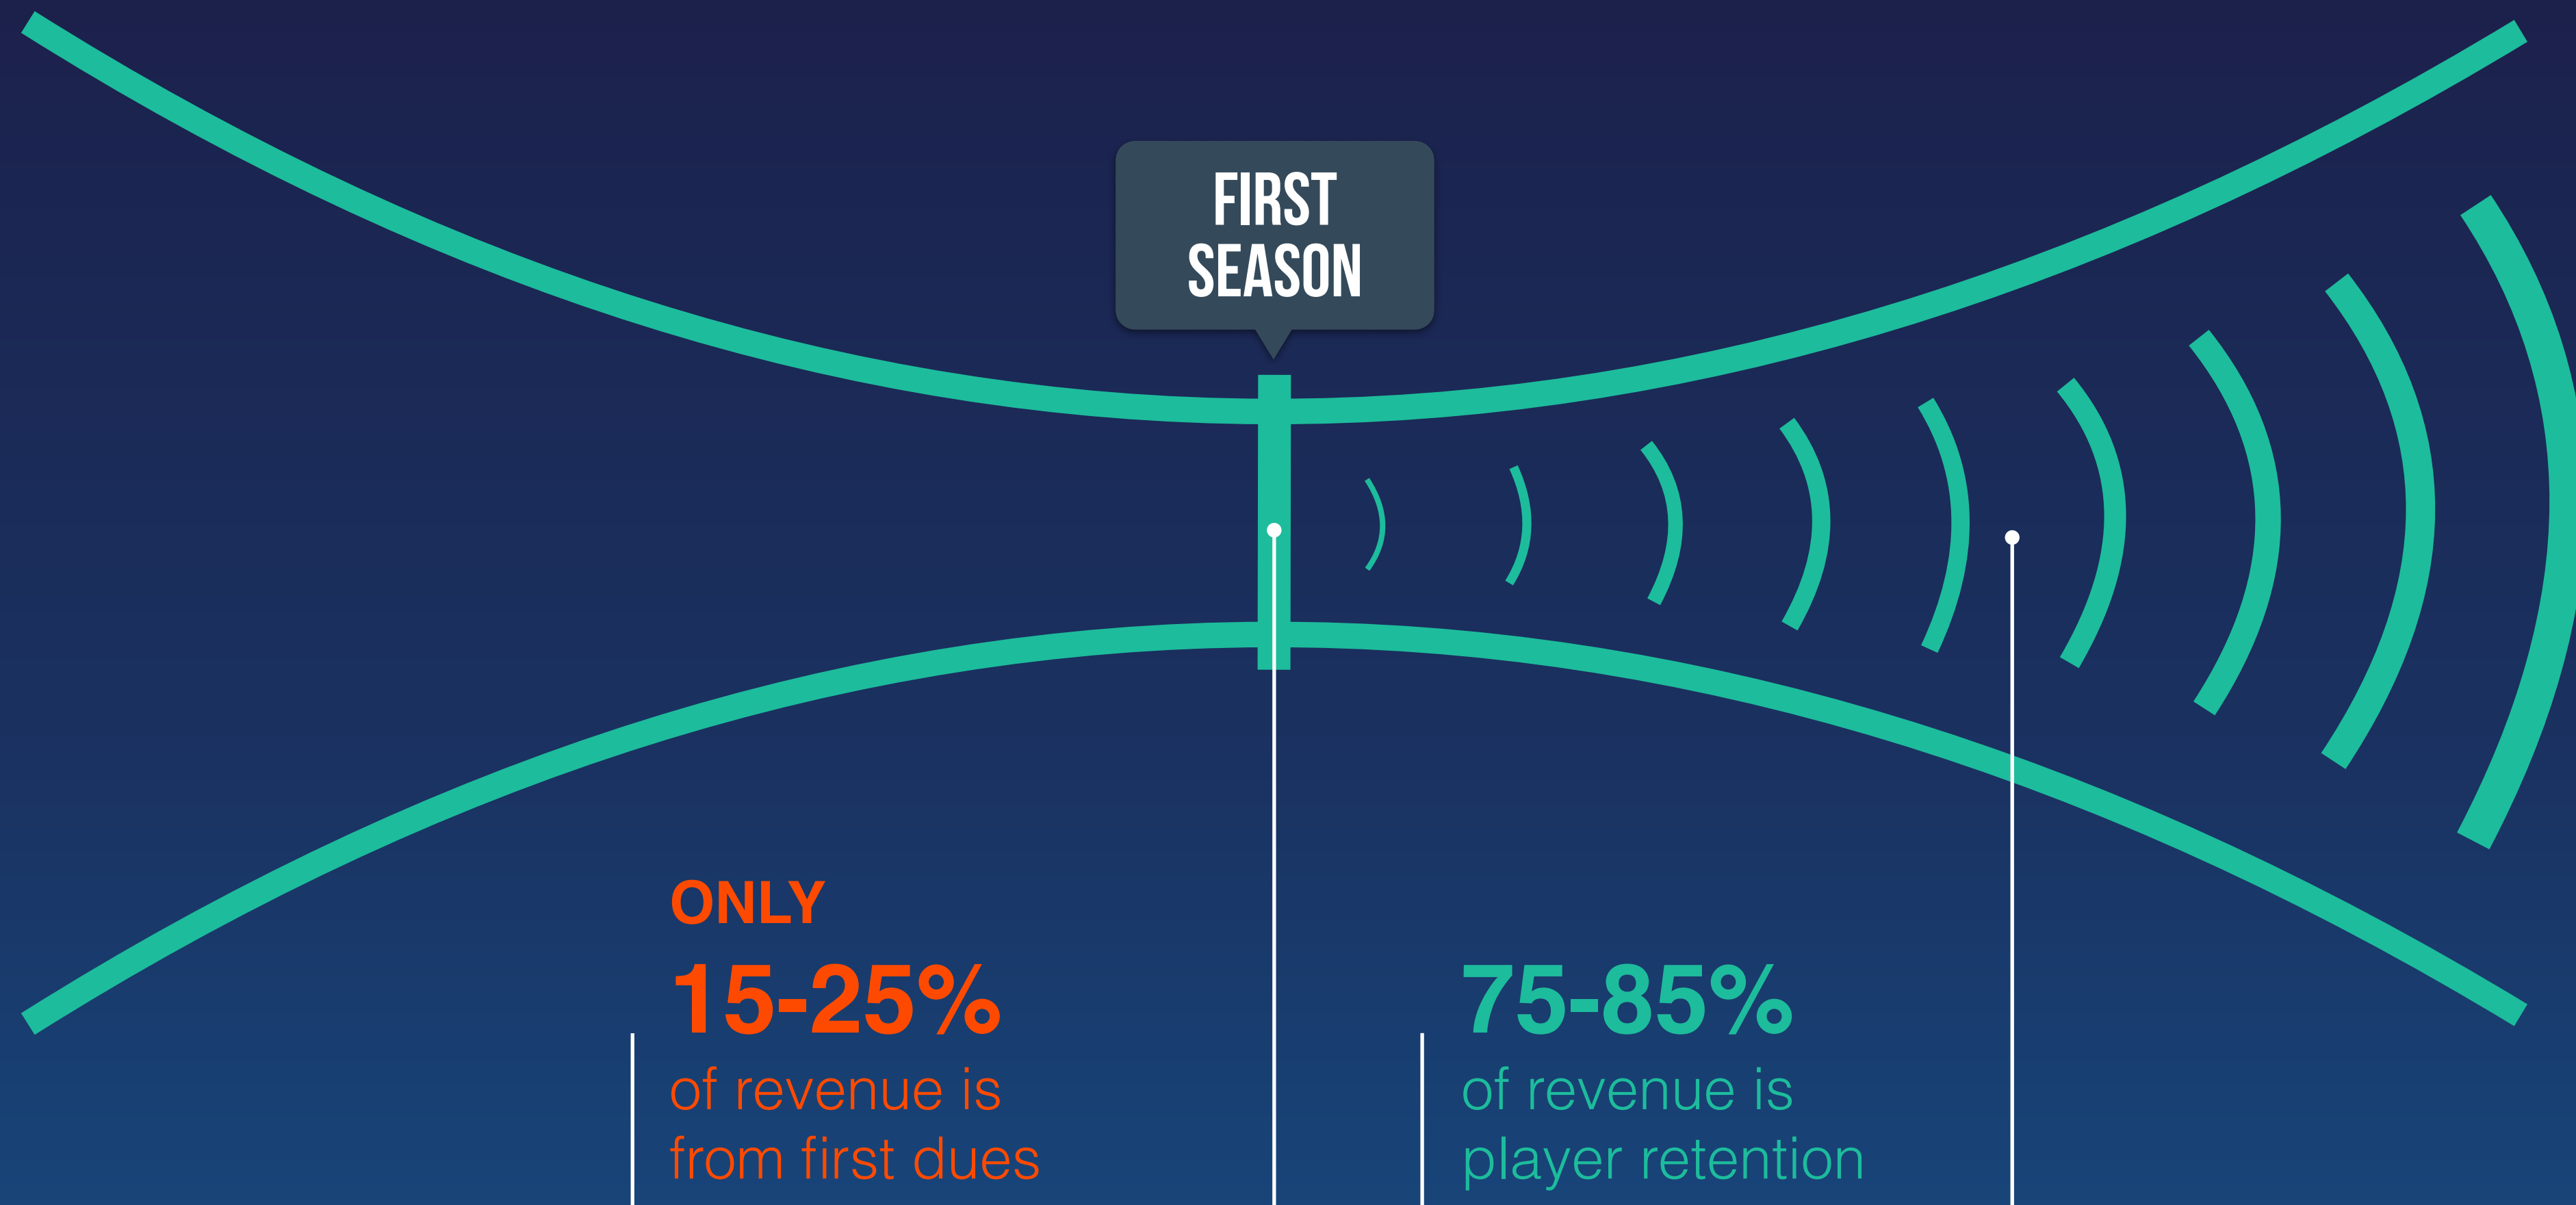 FIRST
SEASON
ONLY
15-25%
of revenue is
from first dues
75-85%
of revenue is
player retention